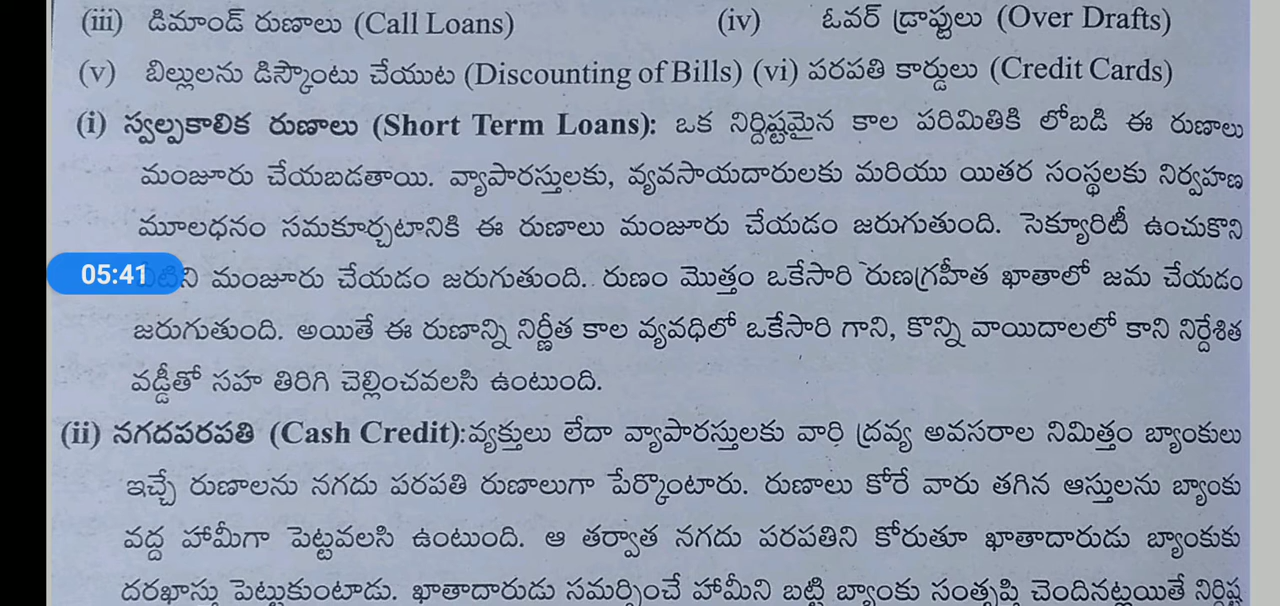 (iii) డిమాండ్ రుణాలు (Call Loans) (iv) ఓవర్ డ్రాఫ్టులు (Over Drafts)
(v) బిల్లులను డిస్కౌంటు చేయుట (Discounting of Bills) (vi) పరపతి కార్డులు (Credit Cards)
(i) స్వల్పకాలిక రుణాలు (Short Term Loans): ఒక నిర్దిష్టమైన కాల పరిమితికి లోబడి ఈ రుణాలు
మంజూరు చేయబడతాయి. వ్యాపారస్తులకు, వ్యవసాయదారులకు మరియు యితర సంస్థలకు నిర్వహణ
మూలధనం సమకూర్చటానికి ఈ రుణాలు మంజూరు చేయడం జరుగుతుంది. సెక్యూరిటీ ఉంచుకొని
05:41 మంజూరు చేయడం జరుగుతుంది. రుణం మొత్తం ఒకేసారి రుణగ్రహీత ఖాతాలో జమ చేయడం
జరుగుతుంది. అయితే ఈ రుణాన్ని నిర్ణీత కాల వ్యవధిలో ఒకేసారి గాని, కొన్ని వాయిదాలలో కాని నిర్దేశిత
వడ్డీతో సహ తిరిగి చెల్లించవలసి ఉంటుంది.
(ii) నగదపరపతి (Cash Credit):వ్యక్తులు లేదా వ్యాపారస్తులకు వారి ద్రవ్య అవసరాల నిమిత్తం బ్యాంకులు
ఇచ్చే రుణాలను నగదు పరపతి రుణాలుగా పేర్కొంటారు. రుణాలు కోరే వారు తగిన ఆస్తులను బ్యాంకు
వద్ద హామీగా పెట్టవలసి ఉంటుంది. ఆ తర్వాత నగదు పరపతిని కోరుతూ ఖాతాదారుడు బ్యాంకుకు
దరఖాస్తు పెట్టుకుంటాడు. ఖాతాదారుడు సమర్పించే హామీని బట్టి బ్యాంకు సంతృప్తి చెందినట్లయితే నిర్దిష్ట